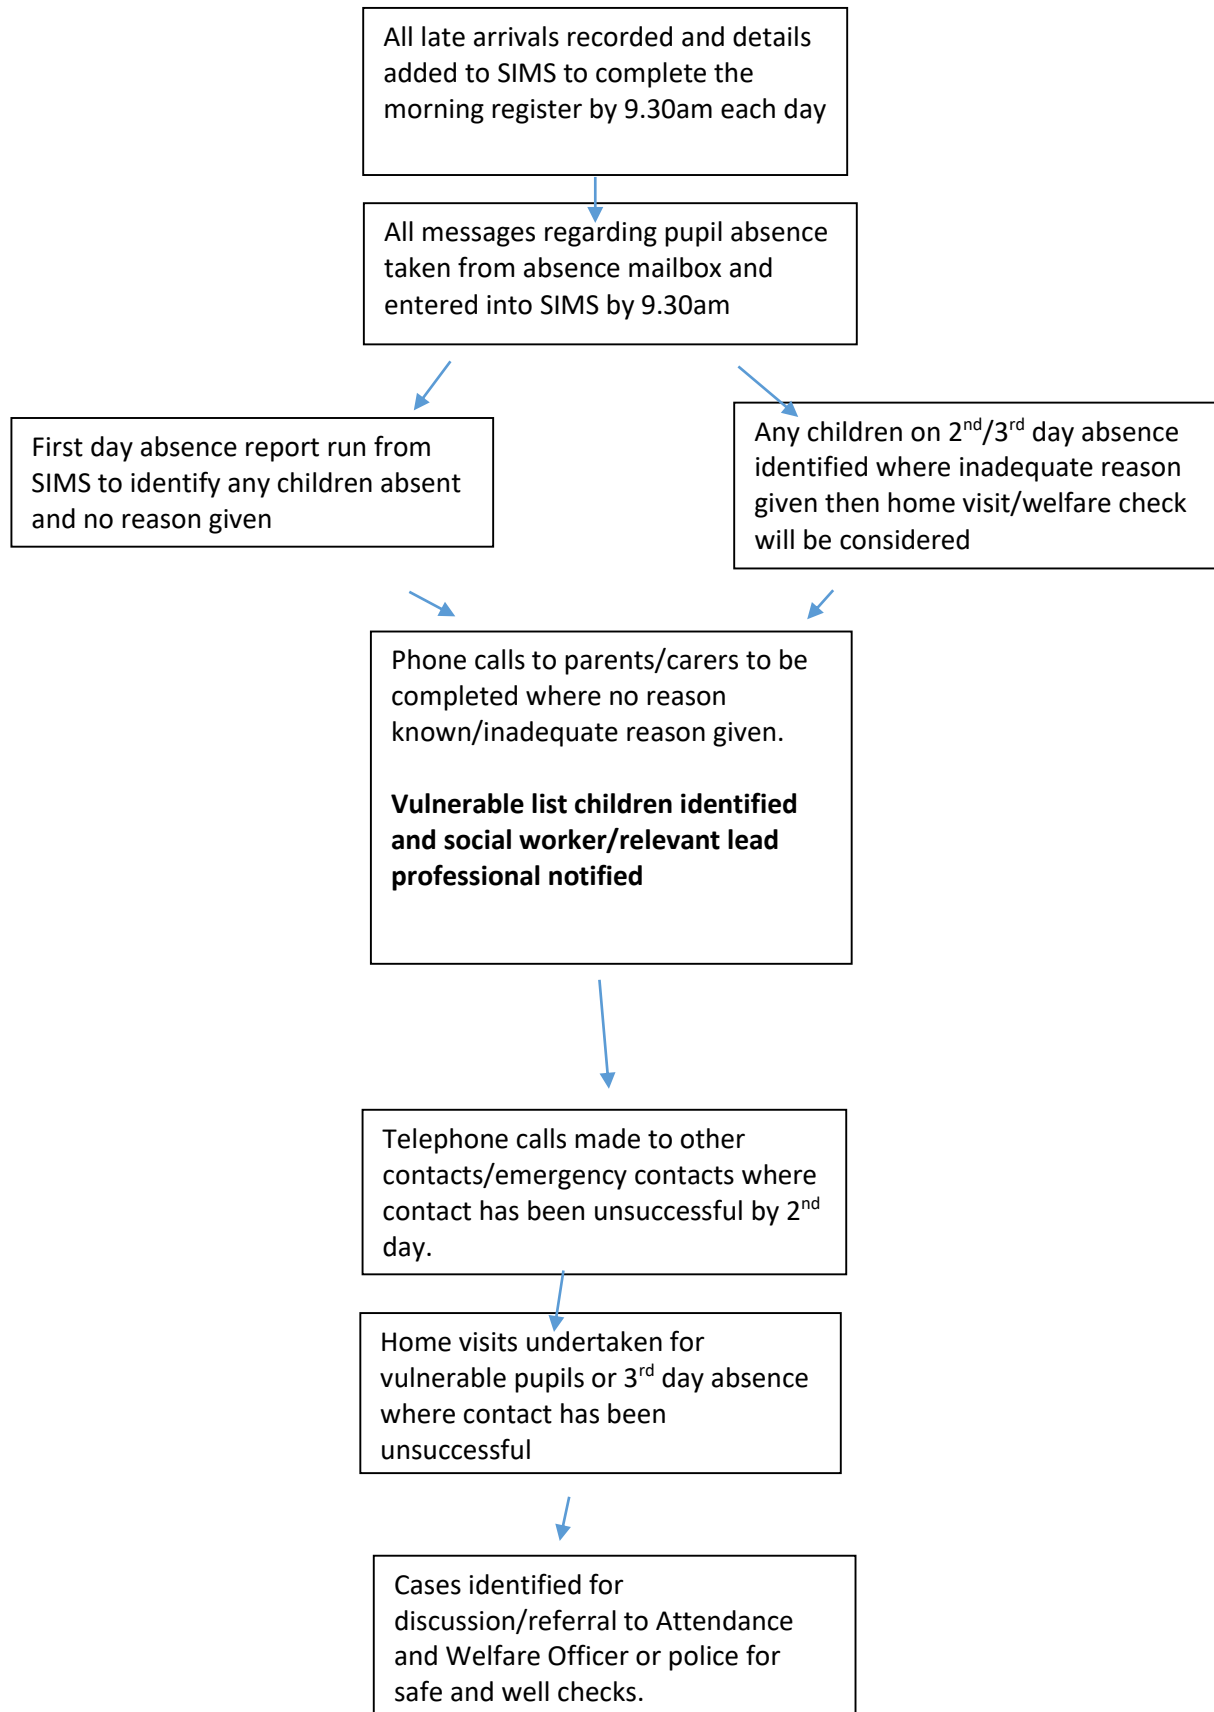 All late arrivals recorded and details
added to SIMS to complete the
morning register by 9.30am each day
All messages regarding pupil absence
taken from absence mailbox and
entered into SIMS by 9.30am
First day absence report run from
SIMS to identify any children absent
and no reason given
Any children on 2nd/3rd day absence
identified where inadequate reason
given then home visit/welfare check
will be considered
Phone calls to parents/carers to be
completed where no reason
known/inadequate reason given.
Vulnerable list children identified
and social worker/relevant lead
professional notified
Telephone calls made to other
contacts/emergency contacts where
contact has been unsuccessful by 2nd
day.
Home visits undertaken for
vulnerable pupils or 3rd day absence
where contact has been
unsuccessful
Cases identified for
discussion/referral to Attendance
and Welfare Officer or police for
safe and well checks.